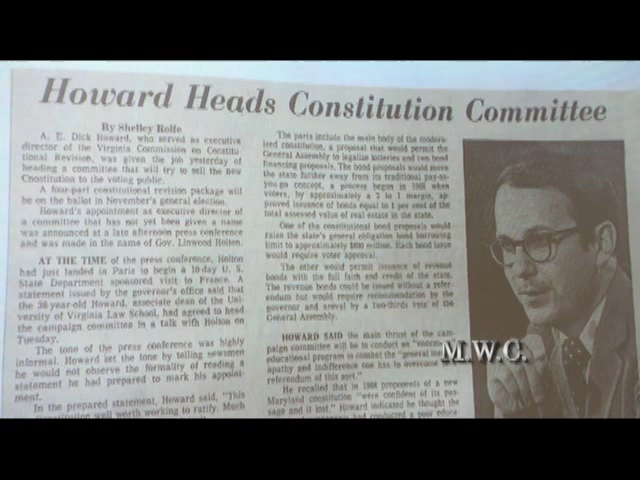 Howard Heads Constitution Committee
By Shelley Rolfe
A. E. Dick Howard, who served as executive
director of the Virginia Commission on Constitu-
tional Revision, was given the job yesterday of
heading a committee that will try to sell the new
Constitution to the voting public.
A four-part constitutional revision package will
be on the ballot in November's general election.
Howard's appointment as executive director of
a committee that has not yet been given a name
was announced at a late afternoon press conference
and was made in the name of Gov. Linwood Holton.
AT THE TIME of the press conference, Holton
had just landed in Paris to begin a 10-day U. S.
State Department sponsored visit to France. A
statement issued by the governor's office said that
the 36-year-old Howard, associate dean of the Uni-
versity of Virginia Law School, had agreed to head
the campaign committee in a talk with Holton on
Tuesday.
The tone of the press conference was highly
informal. Howard set the tone by telling newsmen
he would not observe the formality of reading a
statement he had prepared to mark his appoint-
ment.
In the prepared statement, Howard said, "This
well worth working to ratify. Much
The parts include the main body of the modern-
ized constitution, a proposal that would permit the
General Assembly to legalize lotteries and two bond
financing proposals. The bond proposals would move
the state further away from its traditional pay-as-
you-go concept, a process begun in 1968 when
voters, by approximately a 2 to 1 margin, ap-
proved issuance of bonds equal to 1 per cent of the
total assessed value of real estate in the state.
One of the constitutional bond proposals would
raise the state's general obligation bond borrowing
limit to approximately million. Each bond issue
would require voter approval.
The other would permit issuance of revenue
bonds with the full faith and credit of the state.
The revenue bonds could be issued without a refer-
endum but would require recommendation by the
governor and approval by a two-thirds vote of the
General Assembly.
HOWARD SAID the main thrust of the cam-
paign committee will be to conduct an "enormous
educational program to combat the "general
apathy and indifference one has to overcome
referendum of this sort."
He recalled that in 1968 proponents of a new
Maryland constitution "were confident of its pas-
sage and it lost." Howard indicated he thought the
had conducted a poor
M.W.C.